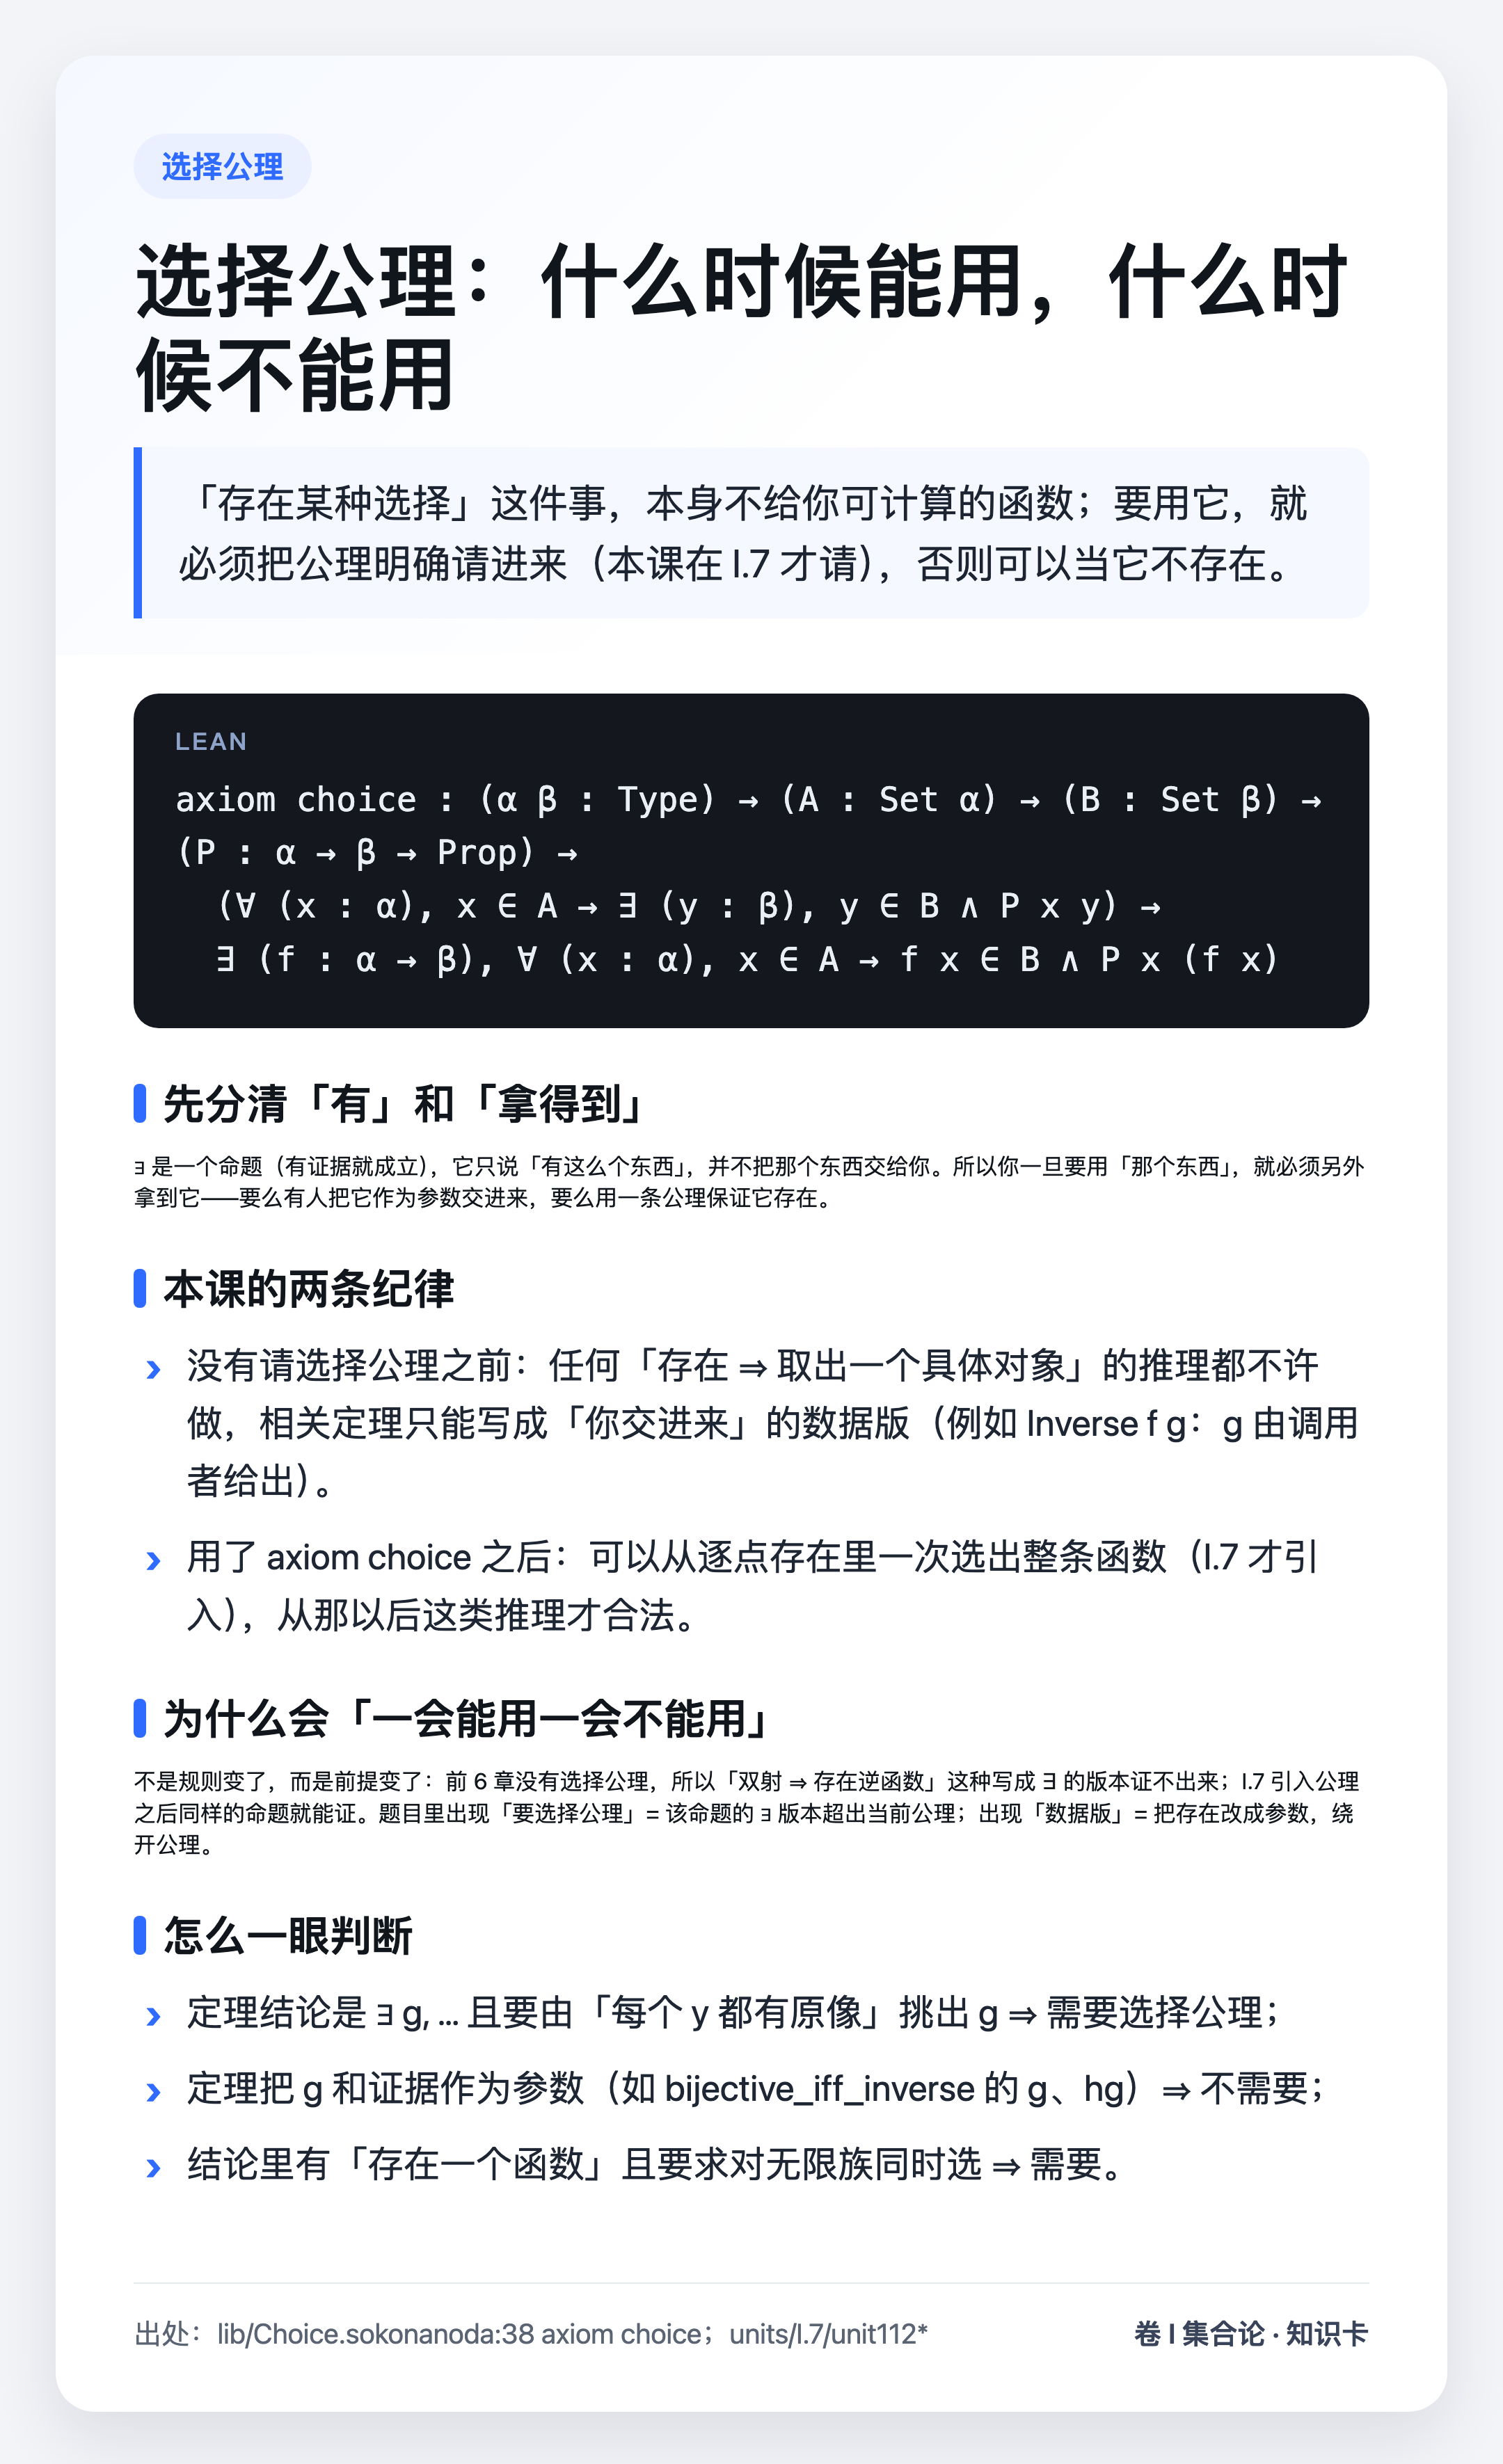 选择公理
选择公理：什么时候能用，什么时
候不能用
「存在某种选择」这件事，本身不给你可计算的函数；要用它，就
必须把公理明确请进来（本课在 I.7 才请），否则可以当它不存在。
LEAN
axiom choice : (α β : Type) → (A : Set α) → (B : Set β) →
(P : α → β → Prop) →
(∀ (x : α), x ∈ A → ∃ (y : β), y ∈ B ∧ P x y) →
∃ (f : α → β), ∀ (x : α), x ∈ A → f x ∈ B ∧ P x (f x)
先分清「有」和「拿得到」
∃ 是一个命题（有证据就成立），它只说「有这么个东西」，并不把那个东西交给你。所以你一旦要用「那个东西」，就必须另外
拿到它——要么有人把它作为参数交进来，要么用一条公理保证它存在。
本课的两条纪律
› 没有请选择公理之前：任何「存在 ⇒ 取出一个具体对象」的推理都不许
做，相关定理只能写成「你交进来」的数据版（例如 Inverse f g：g 由调用
者给出）。
› 用了 axiom choice 之后：可以从逐点存在里一次选出整条函数（I.7 才引
入），从那以后这类推理才合法。
为什么会「一会能用一会不能用」
不是规则变了，而是前提变了：前 6 章没有选择公理，所以「双射 ⇒ 存在逆函数」这种写成 ∃ 的版本证不出来；I.7 引入公理
之后同样的命题就能证。题目里出现「要选择公理」= 该命题的 ∃ 版本超出当前公理；出现「数据版」= 把存在改成参数，绕
开公理。
怎么一眼判断
› 定理结论是 ∃ g, … 且要由「每个 y 都有原像」挑出 g ⇒ 需要选择公理；
› 定理把 g 和证据作为参数（如 bijective_iff_inverse 的 g、hg）⇒ 不需要；
› 结论里有「存在一个函数」且要求对无限族同时选 ⇒ 需要。
出处：lib/Choice.sokonanoda:38 axiom choice；units/I.7/unit112*
卷 I 集合论 · 知识卡